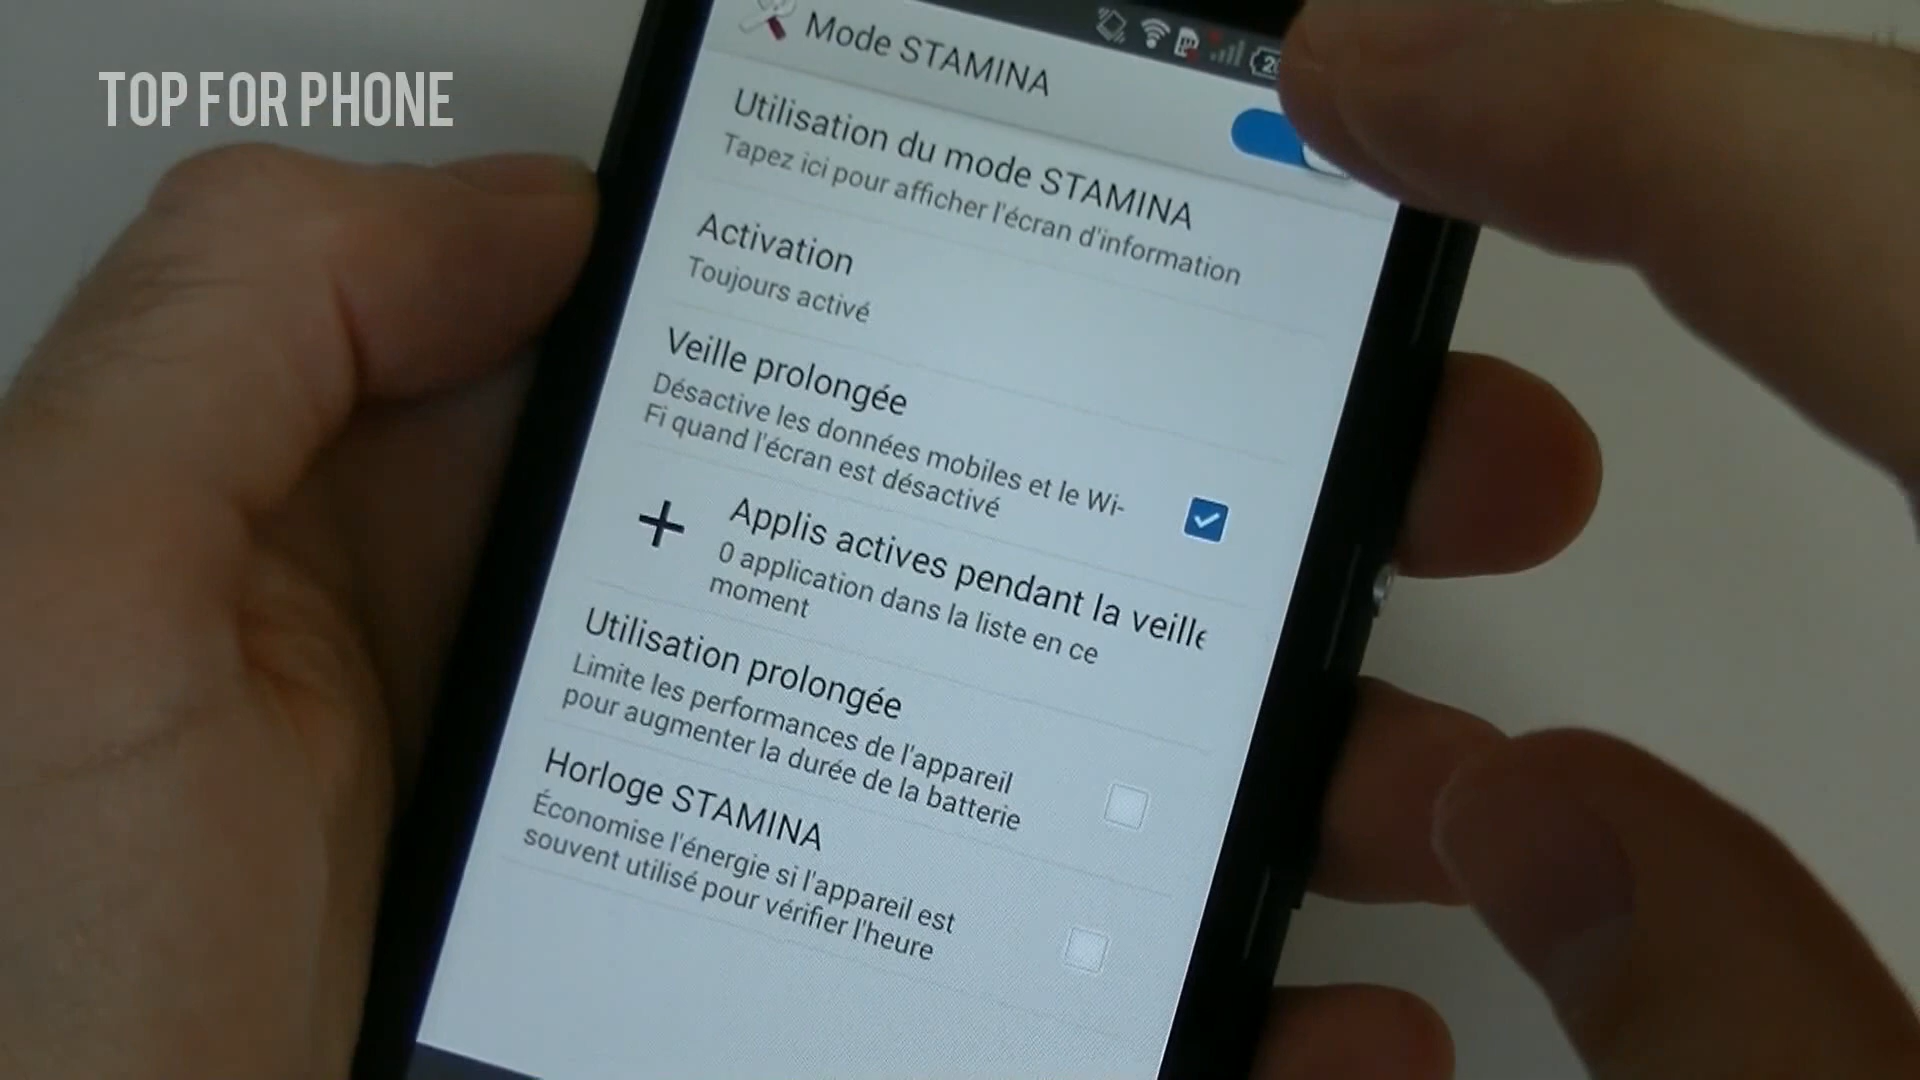 TOP FOR PHONE
Mode STAMINA
Utilisation du mode STAMINA
Tapez ici pour afficher l'écran d'information
Activation
Toujours activé
Veille prolongée
Désactive les données mobiles et le Wi-
Fi quand l'écran est désactivé
Applis actives pendant la veille
0 application dans la liste en ce
moment
Utilisation prolongée
Limite les performances de l'appareil
pour augmenter la durée de la batterie
Horloge STAMINA
Économise l'énergie si l'appareil est
souvent utilisé pour vérifier l'heure